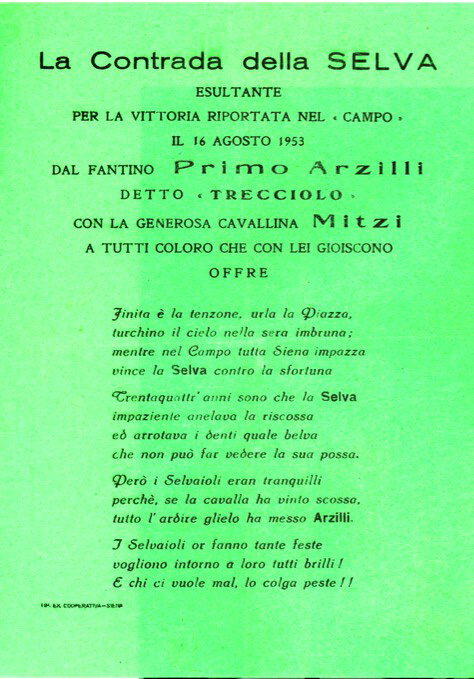 La Contrada della SELVA
ESULTANTE
PER LA VITTORIA RIPORTATA NEL « CAMPO »
IL 16 AGOSTO 1953
DAL FANTINO Primo Arzilli
DETTO « TRECCIOLO »
CON LA GENEROSA CAVALLINA Mitzi
A TUTTI COLORO CHE CON LEI GIOISCONO
OFFRE
Finita è la tenzone, urla la Piazza,
turchino il cielo nella sera imbruna;
mentre nel Campo tutta Siena impazza
vince la Selva contro la sfortuna
Trentaquattr'anni sono che la Selva
impaziente anelava la riscossa
ed arrotava i denti quale belva
che non può far vedere la sua possa.
Però i Selvaioli eran tranquilli
perchè, se la cavalla ha vinto scossa,
tutto l'ardire glielo ha messo Arzilli.
I Selvaioli or fanno tante feste
vogliono intorno a loro tutti brilli!
E chi ci vuole mal, lo colga peste!!
COOPERATIVA-SIENA